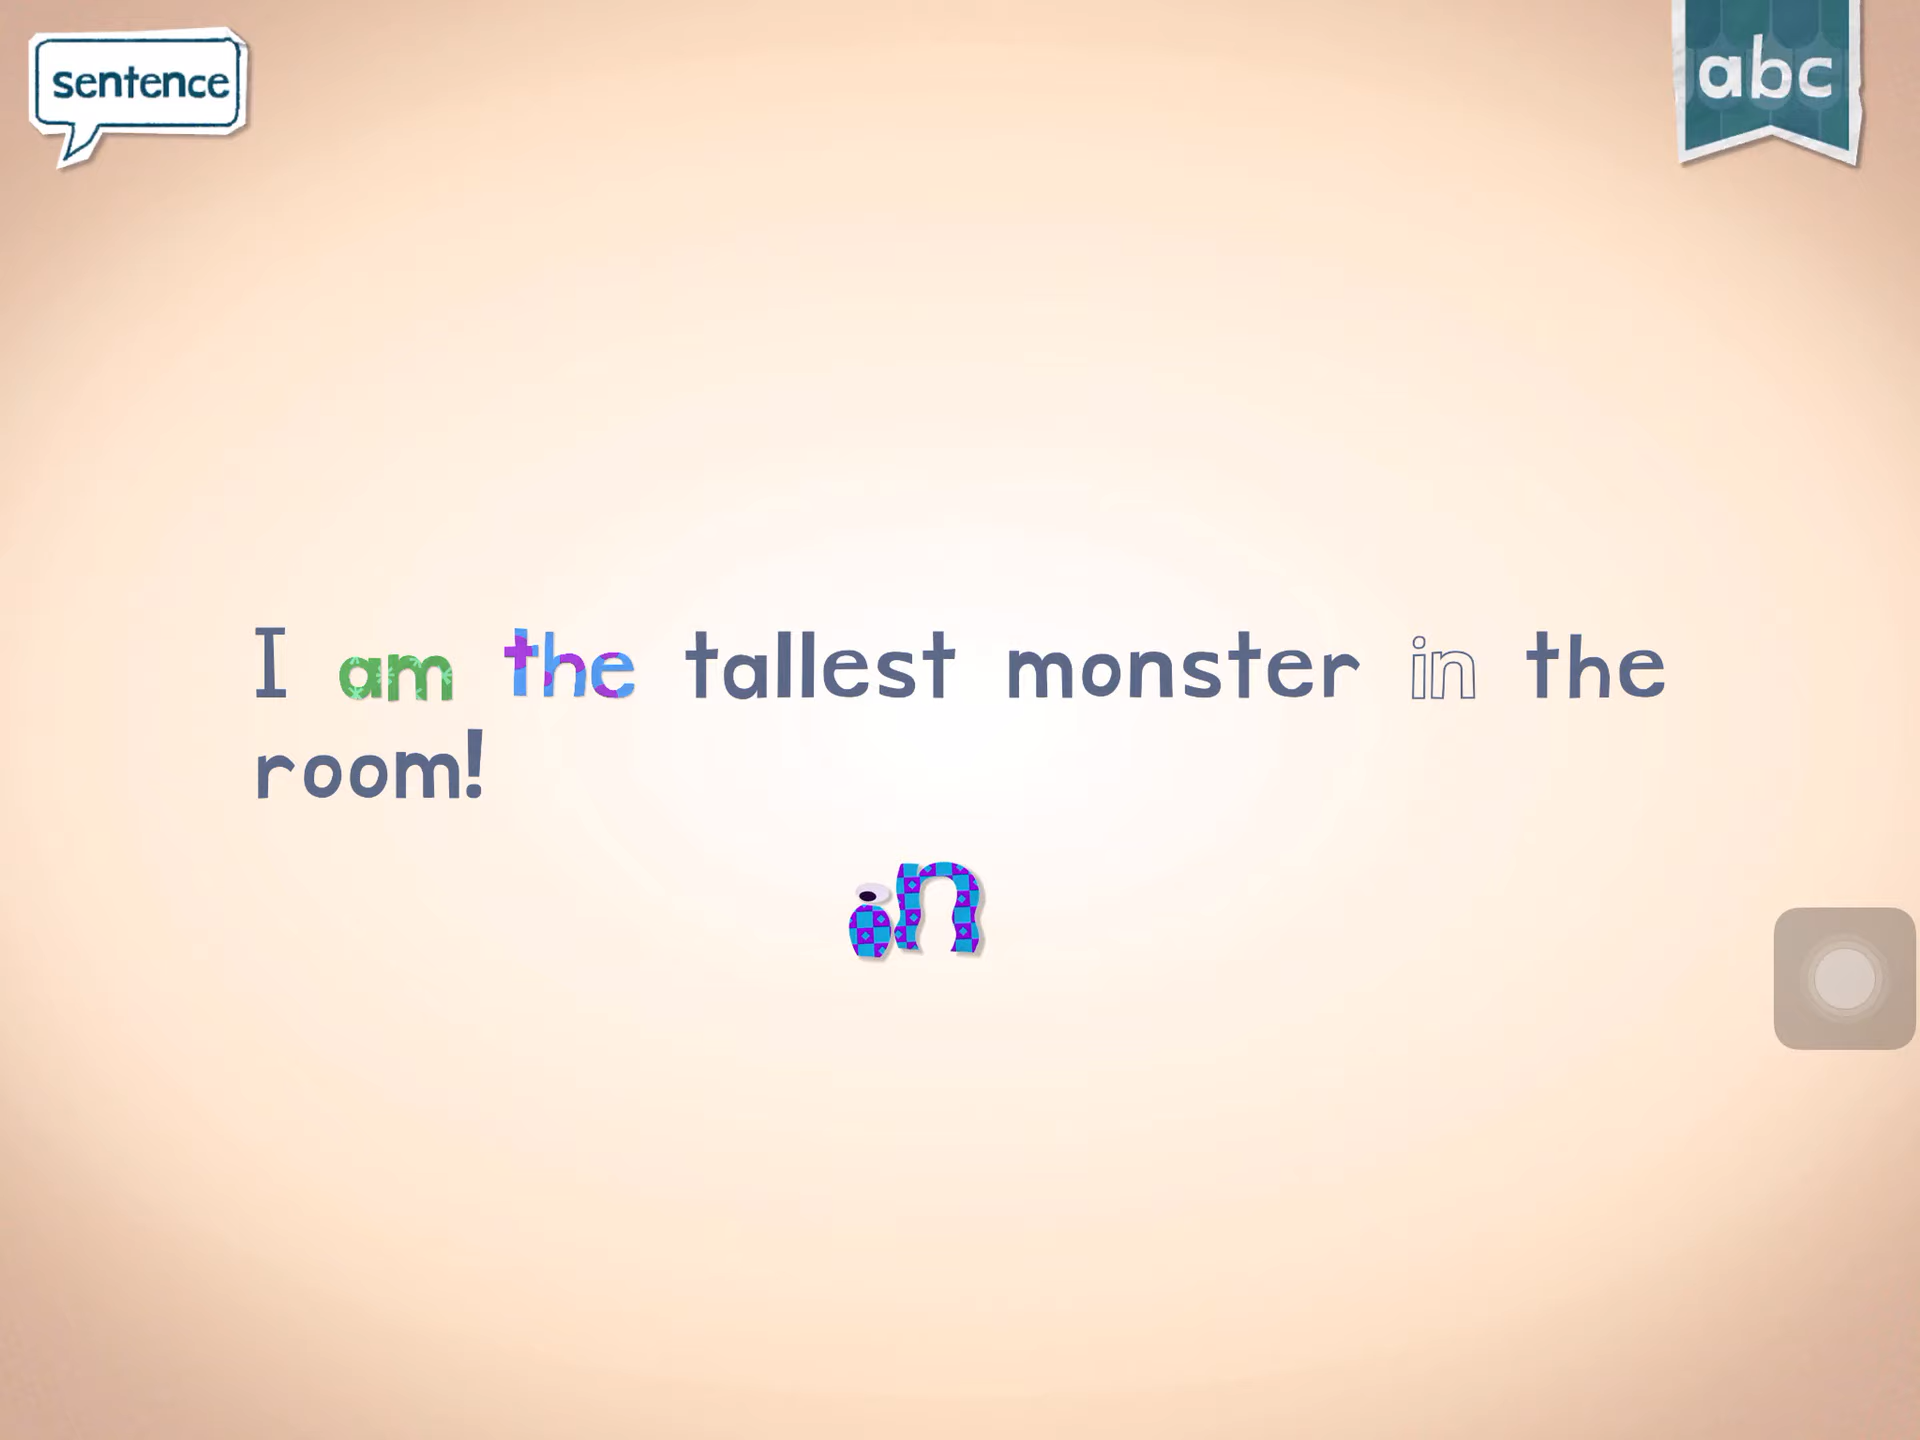 sentence
abc
I am the tallest monster in the
room!
in